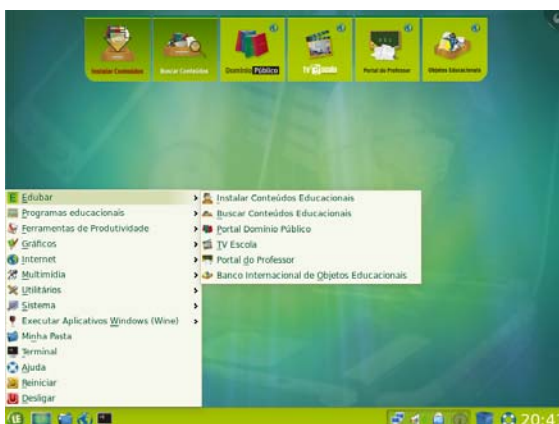 Instalar Conteúdos
Buscar Conteúdos
Domínio Público
TV Escola
Portal do Professor
Objetos Educacionais
Edubar
Programas educacionais
Ferramentas de Produtividade
Gráficos
Internet
Multimídia
Utilitários
Sistema
Executar Aplicativos Windows (Wine)
Minha Pasta
Terminal
Ajuda
Reiniciar
Desligar
Instalar Conteúdos Educacionais
Buscar Conteúdos Educacionais
Portal Domínio Público
TV Escola
Portal do Professor
Banco Internacional de Objetos Educacionais